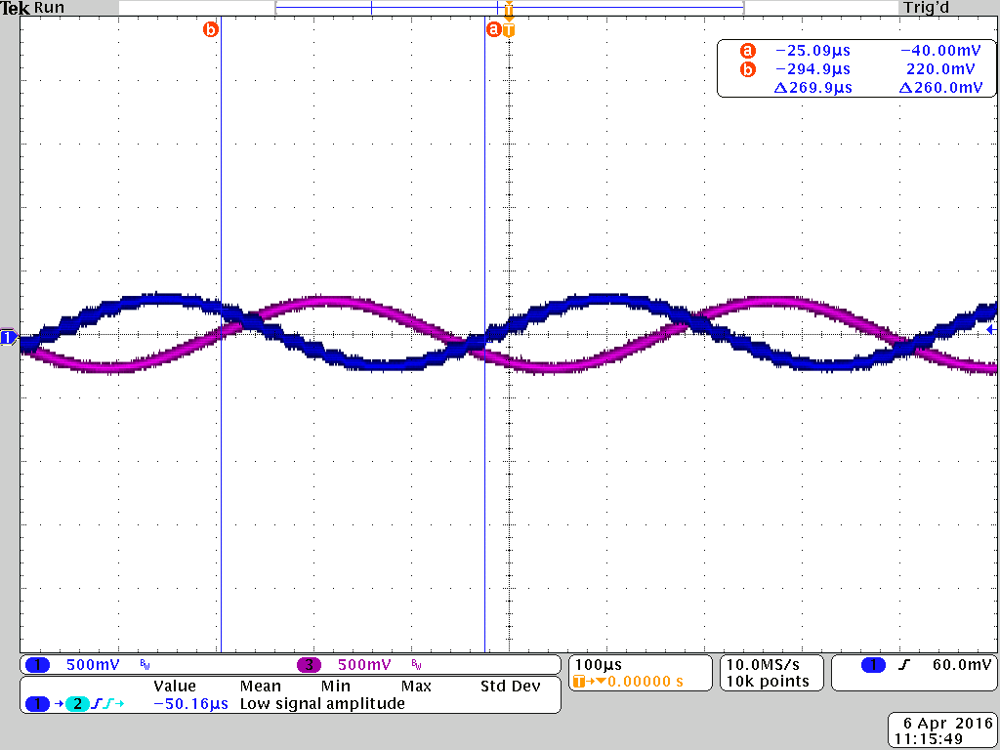 Tek Run Trig'd
T
b a T
a −25.09µs −40.00mV
b −294.9µs 220.0mV
Δ269.9µs Δ260.0mV
1
1 500mV BW 3 500mV BW
100µs
T→▼0.00000 s
10.0MS/s
10k points
1 60.0mV
Value Mean Min Max Std Dev
1 → 2 −50.16µs Low signal amplitude
6 Apr 2016
11:15:49